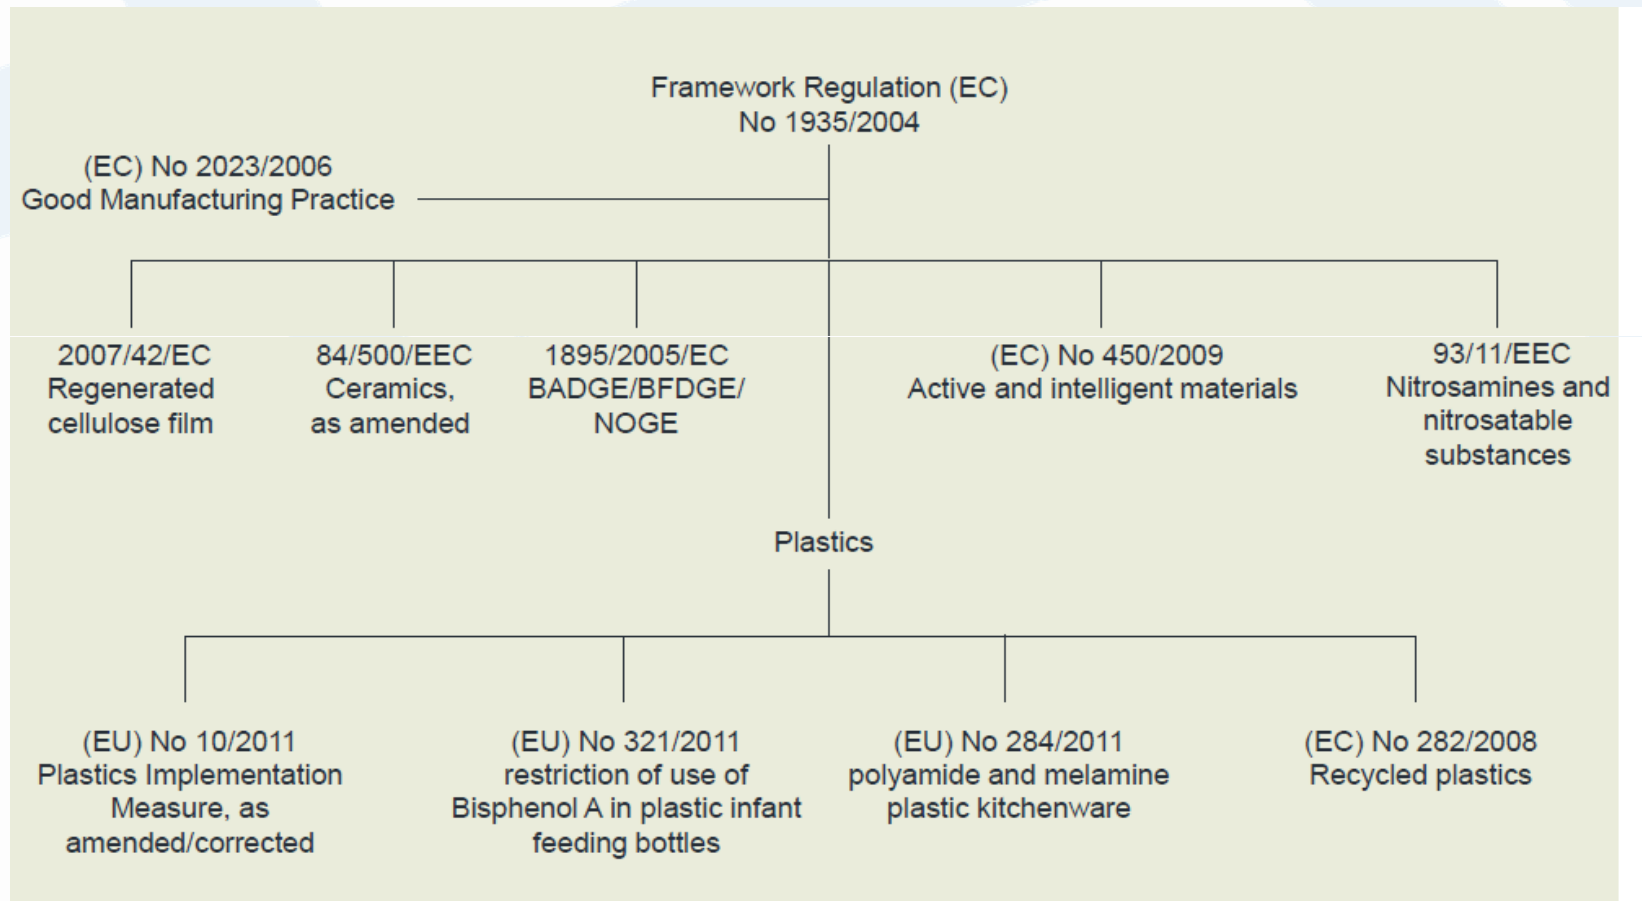 Framework Regulation (EC)
No 1935/2004
(EC) No 2023/2006
Good Manufacturing Practice
2007/42/EC
Regenerated
cellulose film
84/500/EEC
Ceramics,
as amended
1895/2005/EC
BADGE/BFDGE/
NOGE
(EC) No 450/2009
Active and intelligent materials
93/11/EEC
Nitrosamines and
nitrosatable
substances
Plastics
(EU) No 10/2011
Plastics Implementation
Measure, as
amended/corrected
(EU) No 321/2011
restriction of use of
Bisphenol A in plastic infant
feeding bottles
(EU) No 284/2011
polyamide and melamine
plastic kitchenware
(EC) No 282/2008
Recycled plastics